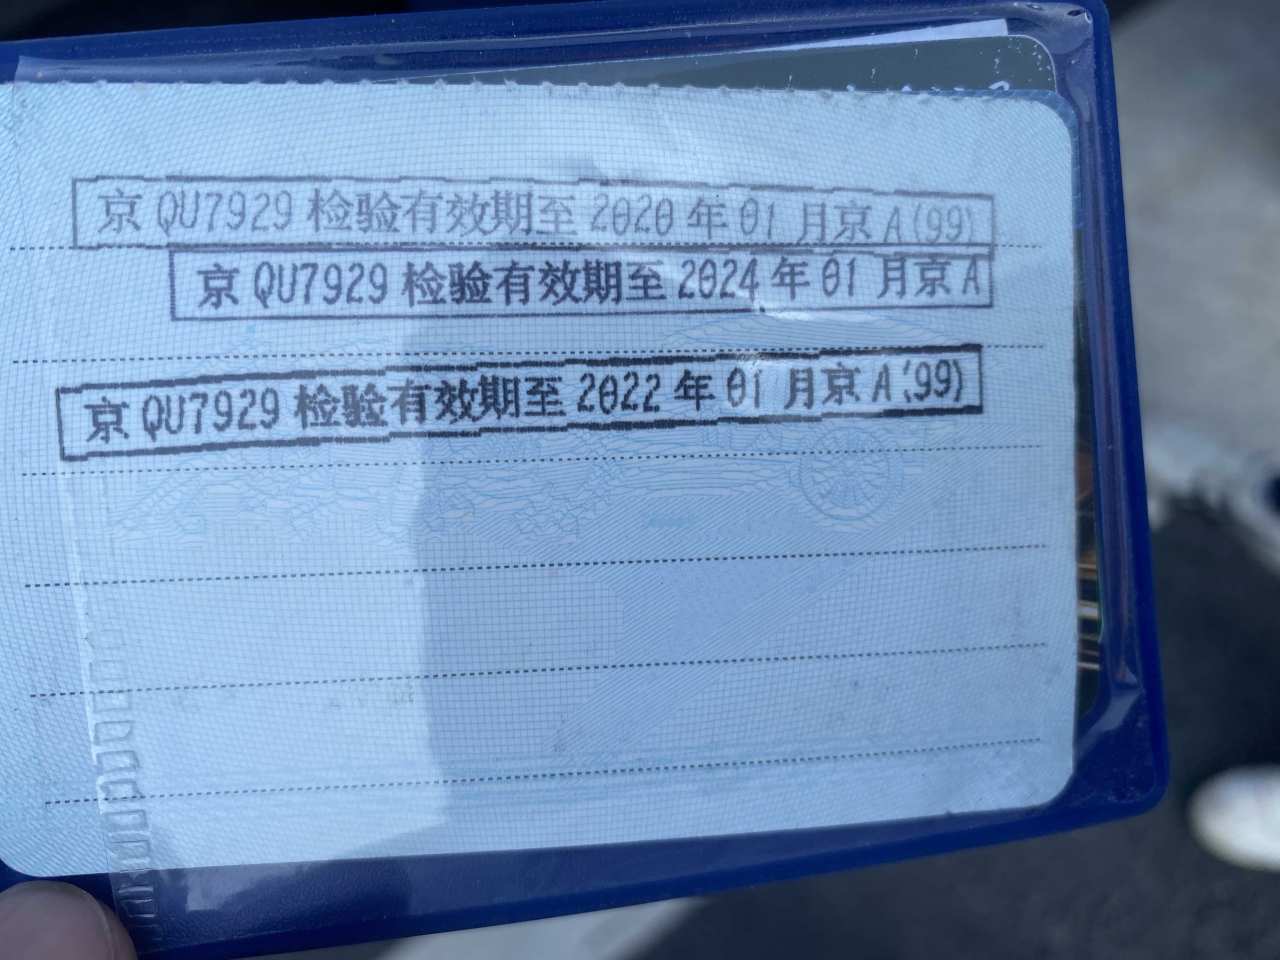 京 QU7929 检验有效期至 2020 年 01 月京 A(99)
京 QU7929 检验有效期至 2024 年 01 月京 A
京 QU7929 检验有效期至 2022 年 01 月京 A(99)